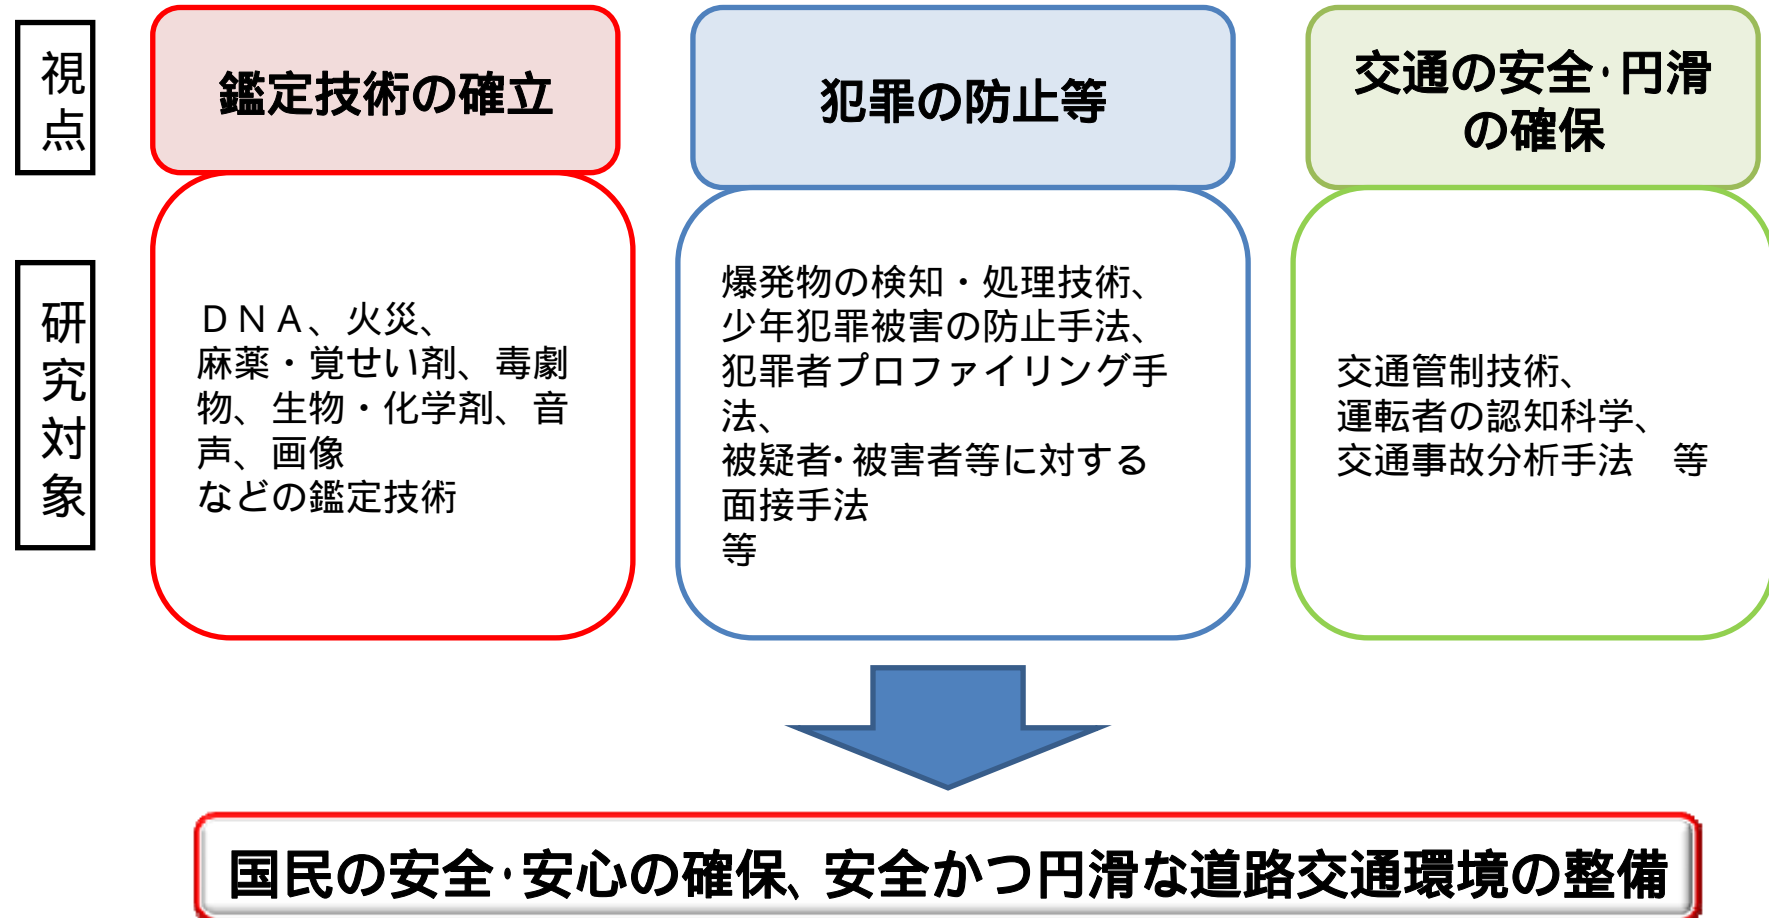 視点
鑑定技術の確立
犯罪の防止等
交通の安全・円滑
の確保
研究対象
ＤＮＡ、火災、
麻薬・覚せい剤、毒劇
物、生物・化学剤、音
声、画像
などの鑑定技術
爆発物の検知・処理技術、
少年犯罪被害の防止手法、
犯罪者プロファイリング手
法、
被疑者・被害者等に対する
面接手法
等
交通管制技術、
運転者の認知科学、
交通事故分析手法　等
国民の安全・安心の確保、安全かつ円滑な道路交通環境の整備